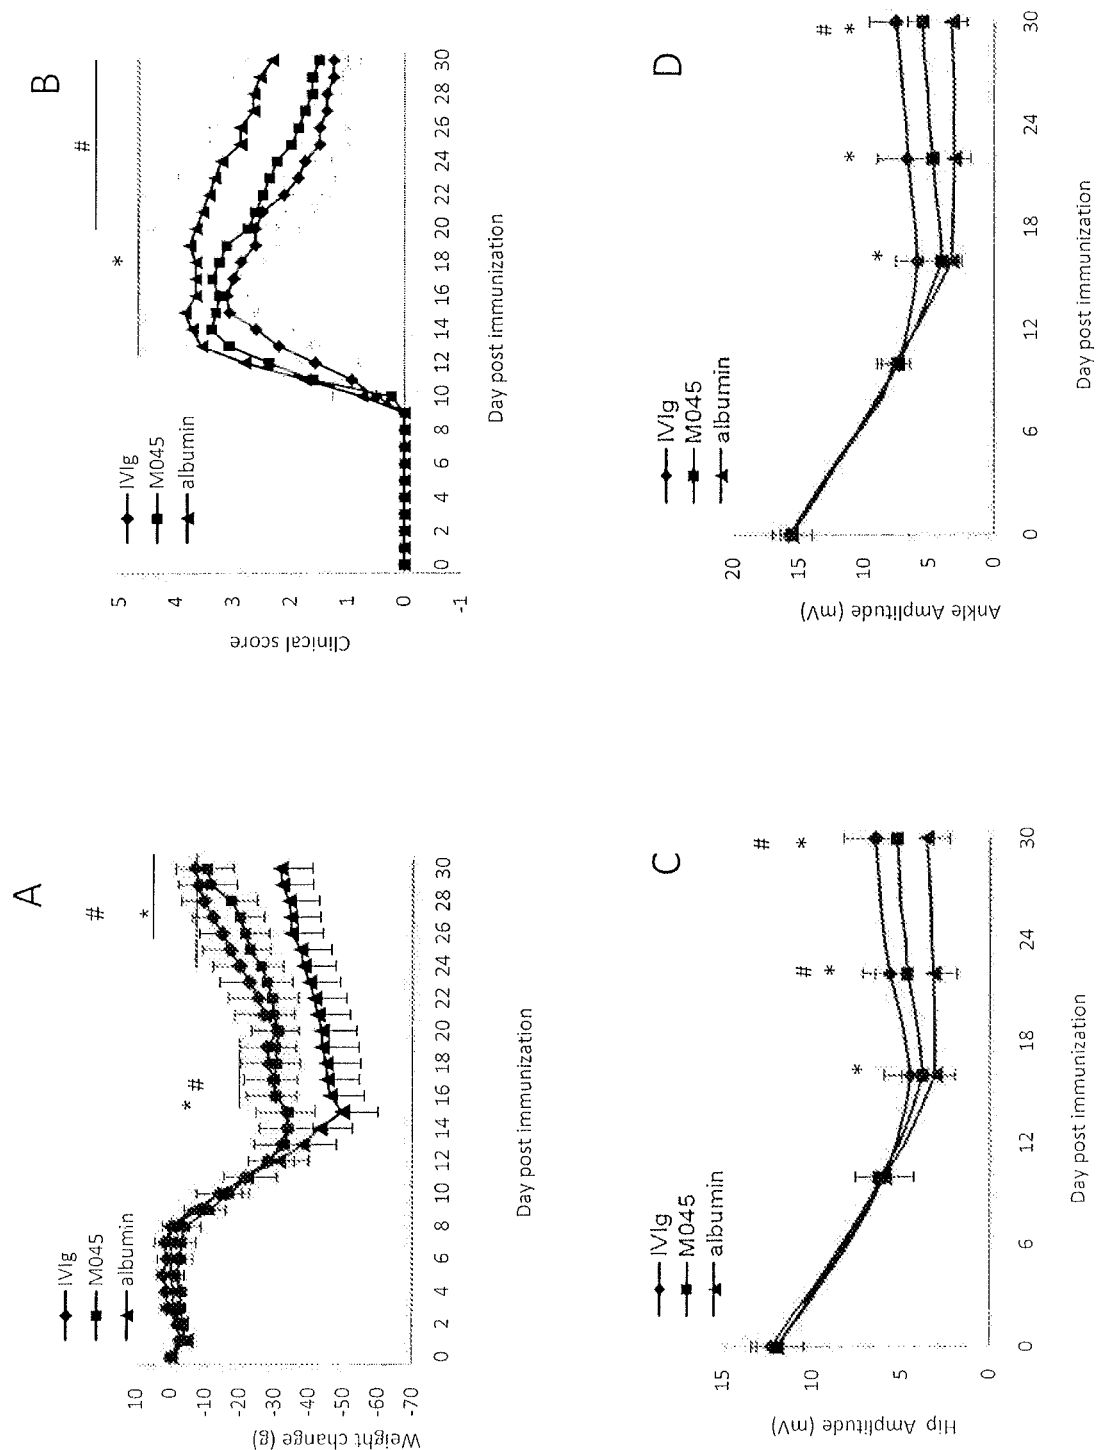 A
IVIg
M045
albumin
Weight change (g)
10
0
-10
-20
-30
-40
-50
-60
-70
* #
#
*
0 2 4 6 8 10 12 14 16 18 20 22 24 26 28 30
Day post immunization
B
IVIg
M045
albumin
Clinical score
5
4
3
2
1
0
-1
*
#
0 2 4 6 8 10 12 14 16 18 20 22 24 26 28 30
Day post immunization
C
IVIg
M045
albumin
Hip Amplitude (mV)
15
10
5
0
*
# *
# *
0 6 12 18 24 30
Day post immunization
D
IVIg
M045
albumin
Ankle Amplitude (mV)
20
15
10
5
0
*
*
# *
0 6 12 18 24 30
Day post immunization